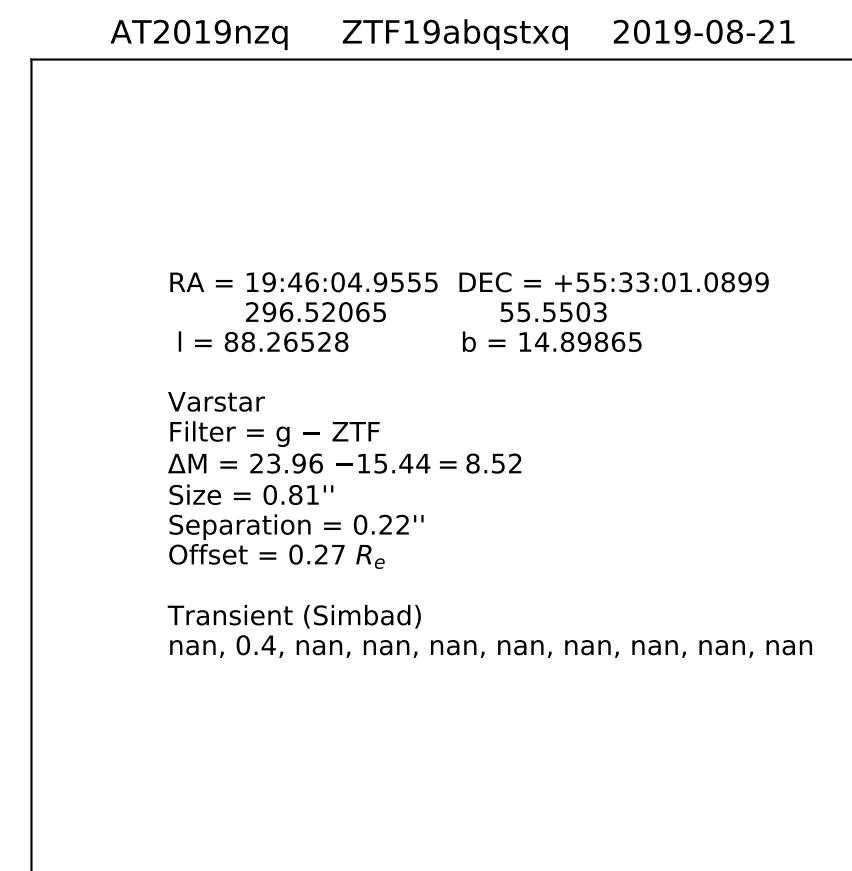 AT2019nzq ZTF19abqstxq 2019-08-21
RA = 19:46:04.9555 DEC = +55:33:01.0899
296.52065 55.5503
l = 88.26528 b = 14.89865
Varstar
Filter = g − ZTF
ΔM = 23.96 −15.44 = 8.52
Size = 0.81''
Separation = 0.22''
Offset = 0.27 Rₑ
Transient (Simbad)
nan, 0.4, nan, nan, nan, nan, nan, nan, nan, nan